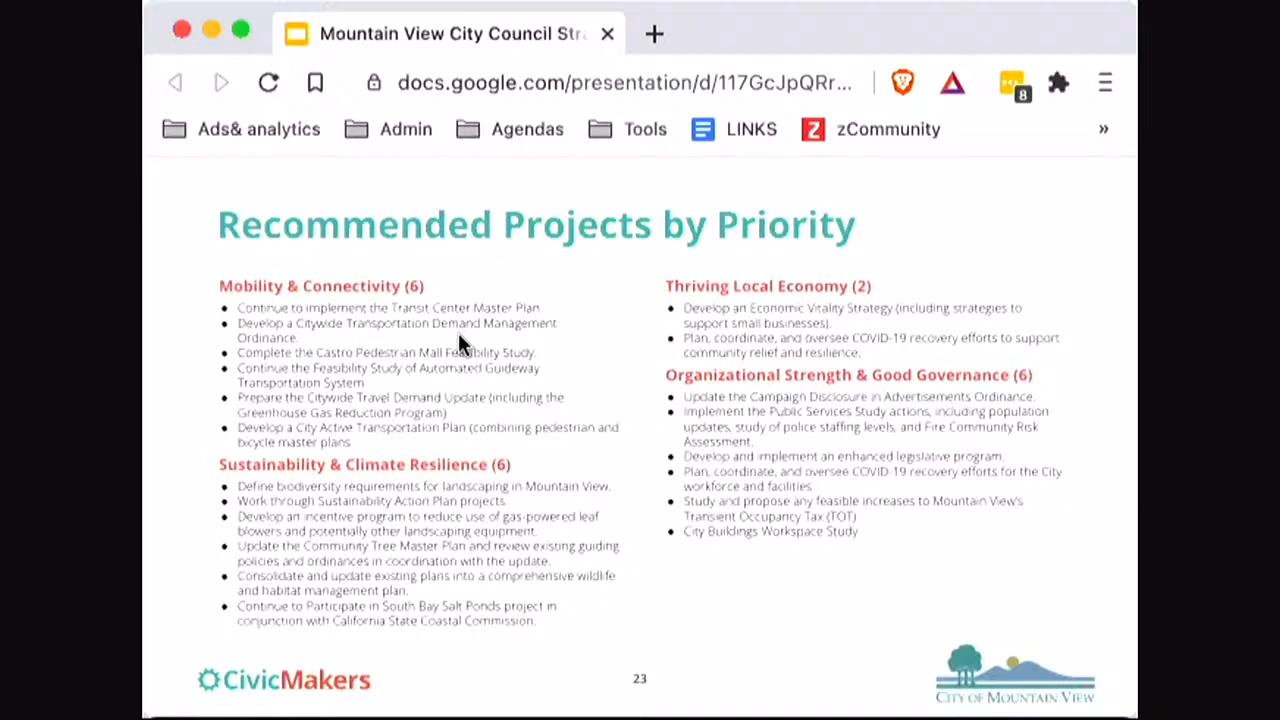 Mountain View City Council Str
docs.google.com/presentation/d/117GcJpQRr...
8
Ads& analytics
Admin
Agendas
Tools
LINKS
zCommunity
»
Recommended Projects by Priority
Mobility & Connectivity (6)
• Continue to implement the Transit Center Master Plan.
• Develop a Citywide Transportation Demand Management
Ordinance.
• Complete the Castro Pedestrian Mall Feasibility Study.
• Continue the Feasibility Study of Automated Guideway
Transportation System
• Prepare the Citywide Travel Demand Update (including the
Greenhouse Gas Reduction Program)
• Develop a City Active Transportation Plan (combining pedestrian and
bicycle master plans
Sustainability & Climate Resilience (6)
• Define biodiversity requirements for landscaping in Mountain View.
• Work through Sustainability Action Plan projects.
• Develop an incentive program to reduce use of gas-powered leaf
blowers and potentially other landscaping equipment.
• Update the Community Tree Master Plan and review existing guiding
policies and ordinances in coordination with the update.
• Consolidate and update existing plans into a comprehensive wildlife
and habitat management plan.
• Continue to Participate in South Bay Salt Ponds project in
conjunction with California State Coastal Commission.
Thriving Local Economy (2)
• Develop an Economic Vitality Strategy (including strategies to
support small businesses).
• Plan, coordinate, and oversee COVID-19 recovery efforts to support
community relief and resilience.
Organizational Strength & Good Governance (6)
• Update the Campaign Disclosure in Advertisements Ordinance.
• Implement the Public Services Study actions, including population
updates, study of police staffing levels, and Fire Community Risk
Assessment.
• Develop and implement an enhanced legislative program.
• Plan, coordinate, and oversee COVID-19 recovery efforts for the City
workforce and facilities
• Study and propose any feasible increases to Mountain View's
Transient Occupancy Tax (TOT)
• City Buildings Workspace Study
CivicMakers
23
CITY OF MOUNTAIN VIEW